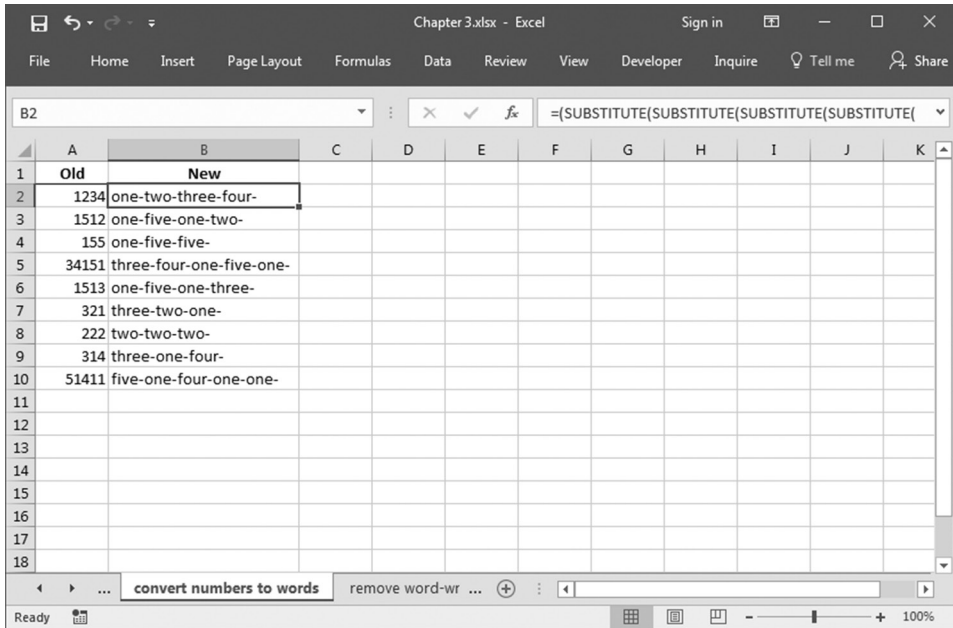 Chapter 3.xlsx - Excel
Sign in
File Home Insert Page Layout Formulas Data Review View Developer Inquire Tell me Share
B2 fx =(SUBSTITUTE(SUBSTITUTE(SUBSTITUTE(SUBSTITUTE(
A B C D E F G H I J K
1 Old New
2 1234 one-two-three-four-
3 1512 one-five-one-two-
4 155 one-five-five-
5 34151 three-four-one-five-one-
6 1513 one-five-one-three-
7 321 three-two-one-
8 222 two-two-two-
9 314 three-one-four-
10 51411 five-one-four-one-one-
11
12
13
14
15
16
17
18
... convert numbers to words remove word-wr ...
Ready 100%